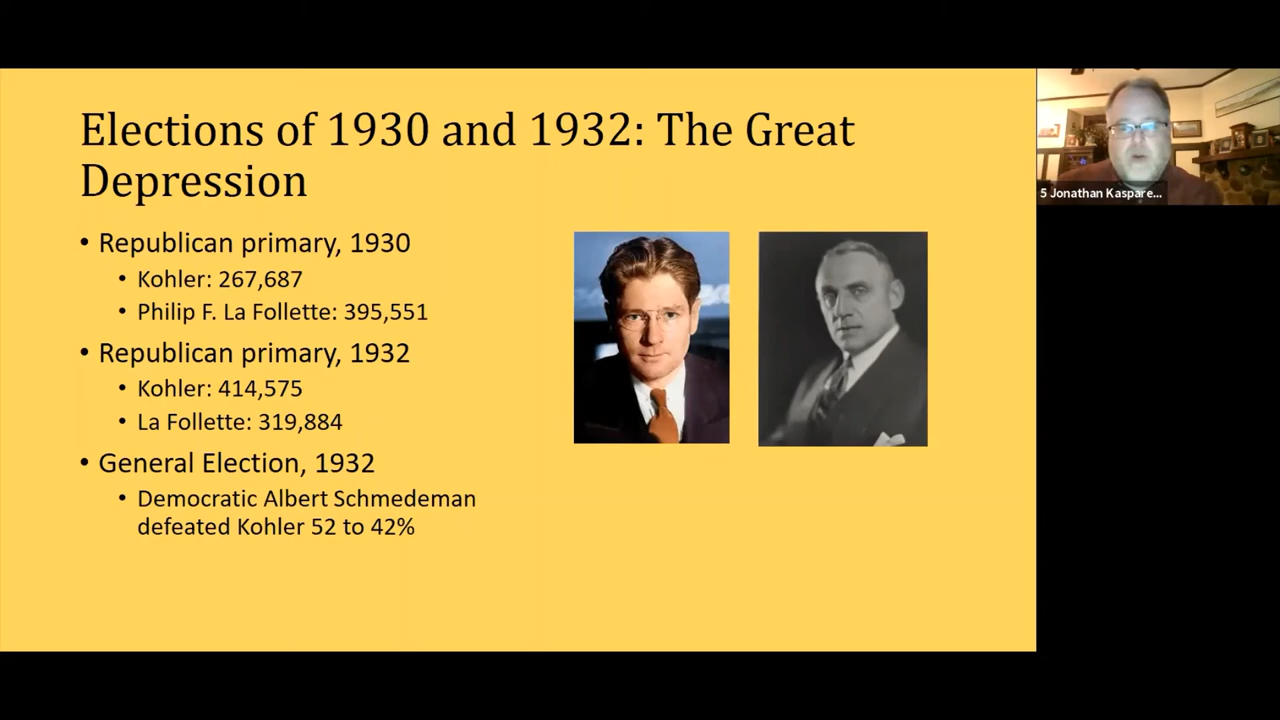 Elections of 1930 and 1932: The Great
Depression
• Republican primary, 1930
• Kohler: 267,687
• Philip F. La Follette: 395,551
• Republican primary, 1932
• Kohler: 414,575
• La Follette: 319,884
• General Election, 1932
• Democratic Albert Schmedeman
defeated Kohler 52 to 42%
5 Jonathan Kaspare...